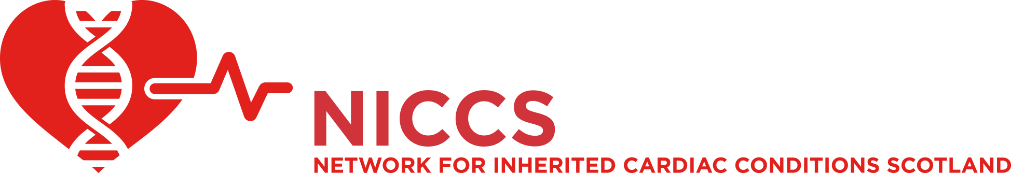 NICCS
NETWORK FOR INHERITED CARDIAC CONDITIONS SCOTLAND